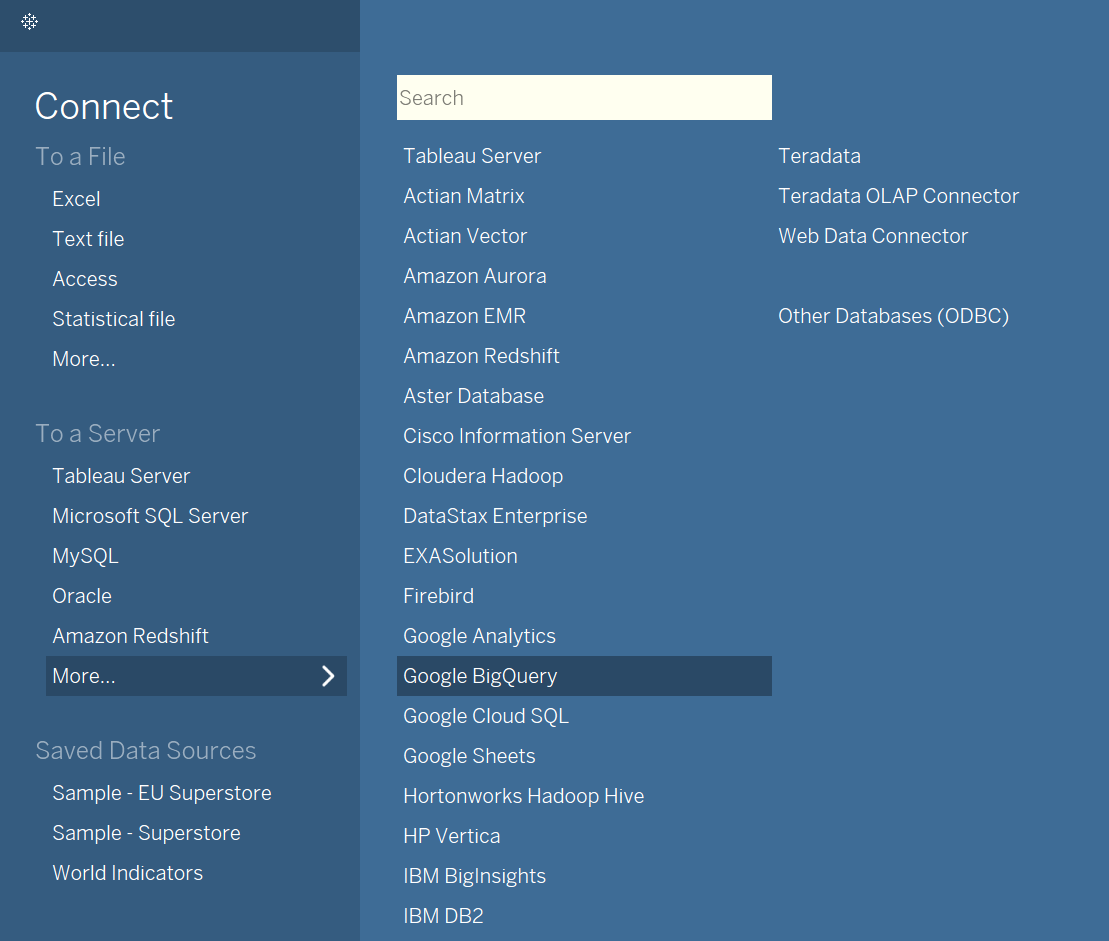 Connect
To a File
Excel
Text file
Access
Statistical file
More...
To a Server
Tableau Server
Microsoft SQL Server
MySQL
Oracle
Amazon Redshift
More...
Saved Data Sources
Sample - EU Superstore
Sample - Superstore
World Indicators
Search
Tableau Server
Actian Matrix
Actian Vector
Amazon Aurora
Amazon EMR
Amazon Redshift
Aster Database
Cisco Information Server
Cloudera Hadoop
DataStax Enterprise
EXASolution
Firebird
Google Analytics
Google BigQuery
Google Cloud SQL
Google Sheets
Hortonworks Hadoop Hive
HP Vertica
IBM BigInsights
IBM DB2
Teradata
Teradata OLAP Connector
Web Data Connector
Other Databases (ODBC)